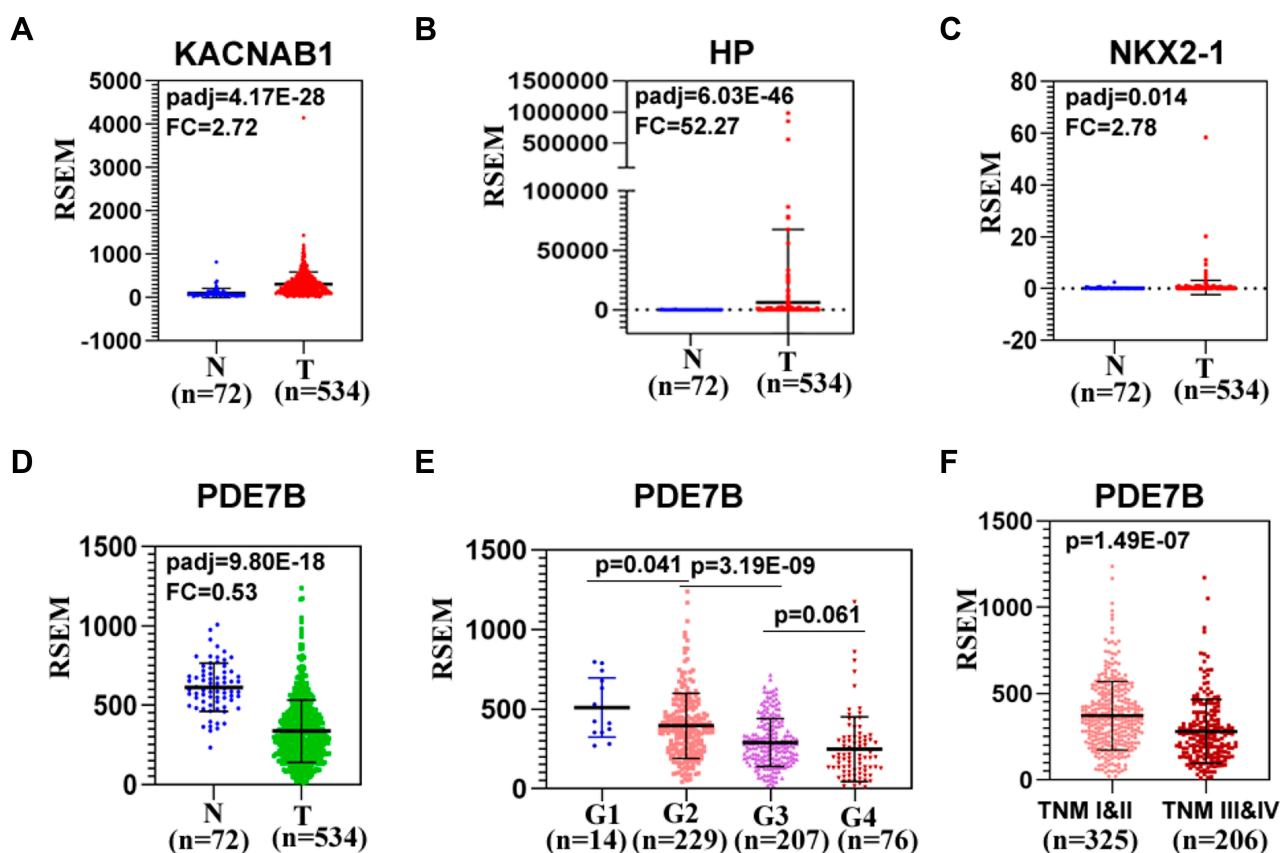 A
KACNAB1
RSEM
5000
4000
3000
2000
1000
0
-1000
padj=4.17E-28
FC=2.72
N
(n=72)
T
(n=534)
B
HP
RSEM
1500000
1000000
500000
100000
50000
0
padj=6.03E-46
FC=52.27
N
(n=72)
T
(n=534)
C
NKX2-1
RSEM
80
60
40
20
0
-20
padj=0.014
FC=2.78
N
(n=72)
T
(n=534)
D
PDE7B
RSEM
1500
1000
500
0
padj=9.80E-18
FC=0.53
N
(n=72)
T
(n=534)
E
PDE7B
RSEM
1500
1000
500
0
p=0.041
p=3.19E-09
p=0.061
G1
(n=14)
G2
(n=229)
G3
(n=207)
G4
(n=76)
F
PDE7B
RSEM
1500
1000
500
0
p=1.49E-07
TNM I&II
(n=325)
TNM III&IV
(n=206)